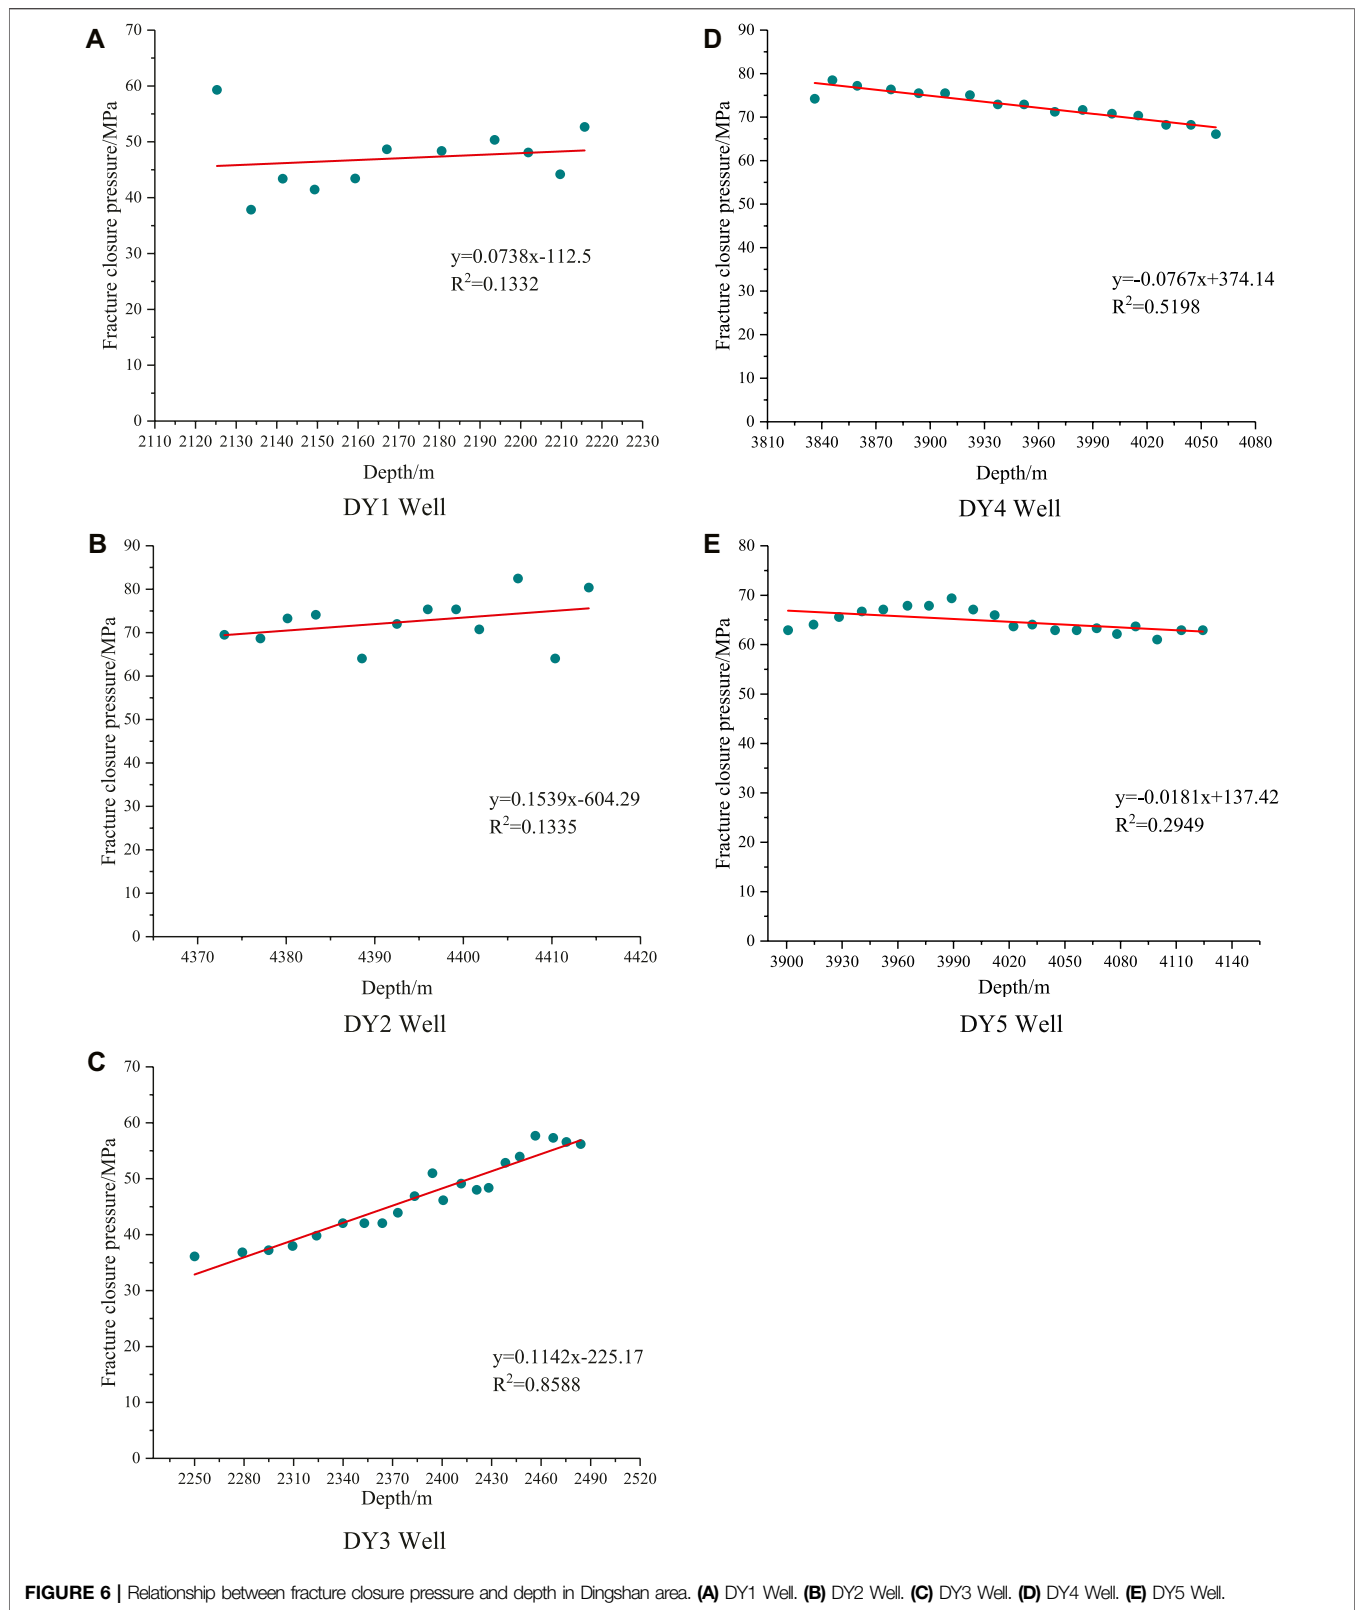 A
Fracture closure pressure/MPa
70
60
50
40
30
20
10
0
y=0.0738x-112.5
R²=0.1332
2110 2120 2130 2140 2150 2160 2170 2180 2190 2200 2210 2220 2230
Depth/m
DY1 Well
D
Fracture closure pressure/MPa
90
80
70
60
50
40
30
20
10
0
y=-0.0767x+374.14
R²=0.5198
3810 3840 3870 3900 3930 3960 3990 4020 4050 4080
Depth/m
DY4 Well
B
Fracture closure pressure/MPa
90
80
70
60
50
40
30
20
10
0
y=0.1539x-604.29
R²=0.1335
4370 4380 4390 4400 4410 4420
Depth/m
DY2 Well
E
Fracture closure pressure/MPa
80
70
60
50
40
30
20
10
0
y=-0.0181x+137.42
R²=0.2949
3900 3930 3960 3990 4020 4050 4080 4110 4140
Depth/m
DY5 Well
C
Fracture closure pressure/MPa
70
60
50
40
30
20
10
0
y=0.1142x-225.17
R²=0.8588
2250 2280 2310 2340 2370 2400 2430 2460 2490 2520
Depth/m
DY3 Well
FIGURE 6 | Relationship between fracture closure pressure and depth in Dingshan area. (A) DY1 Well. (B) DY2 Well. (C) DY3 Well. (D) DY4 Well. (E) DY5 Well.